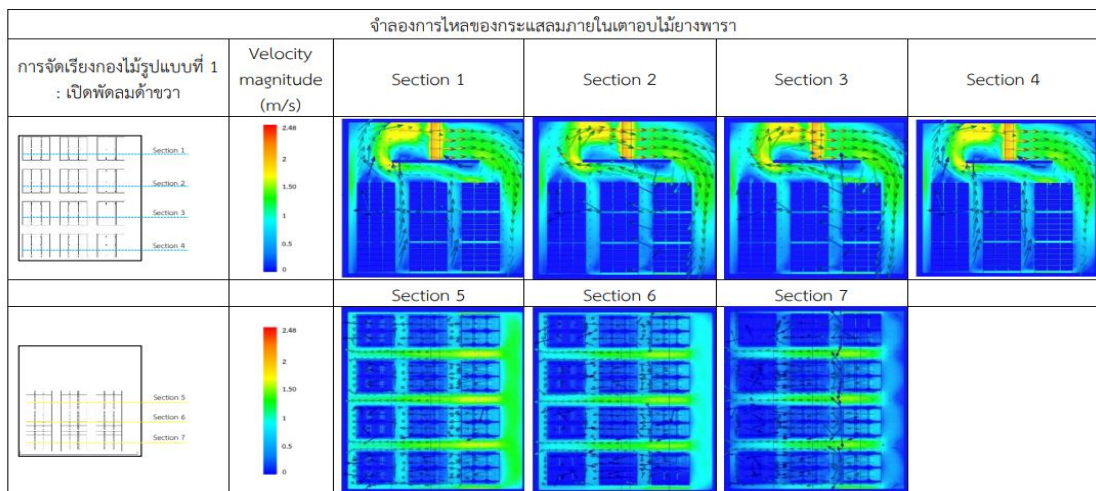 จำลองการไหลของกระแสลมภายในเตาอบไม้ยางพารา
การจัดเรียงกองไม้รูปแบบที่ 1
: เปิดพัดลมด้าขวา
Velocity
magnitude
(m/s)
Section 1
Section 2
Section 3
Section 4
Section 1
Section 2
Section 3
Section 4
2.48
2
1.50
1
0.5
0
Section 5
Section 6
Section 7
Section 5
Section 6
Section 7
2.48
2
1.50
1
0.5
0